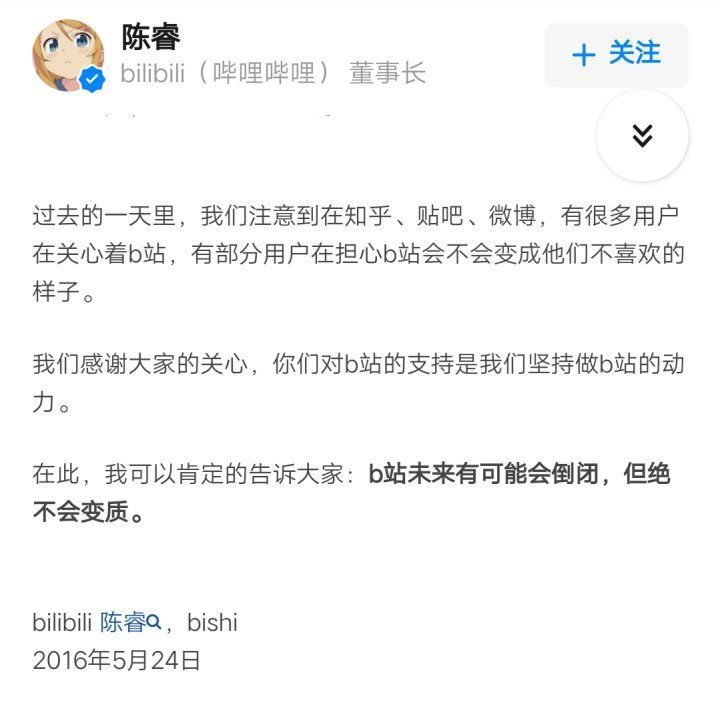 陈睿
bilibili（哔哩哔哩） 董事长
+ 关注
过去的一天里，我们注意到在知乎、贴吧、微博，有很多用户
在关心着b站，有部分用户在担心b站会不会变成他们不喜欢的
样子。
我们感谢大家的关心，你们对b站的支持是我们坚持做b站的动
力。
在此，我可以肯定的告诉大家：b站未来有可能会倒闭，但绝
不会变质。
bilibili 陈睿，bishi
2016年5月24日